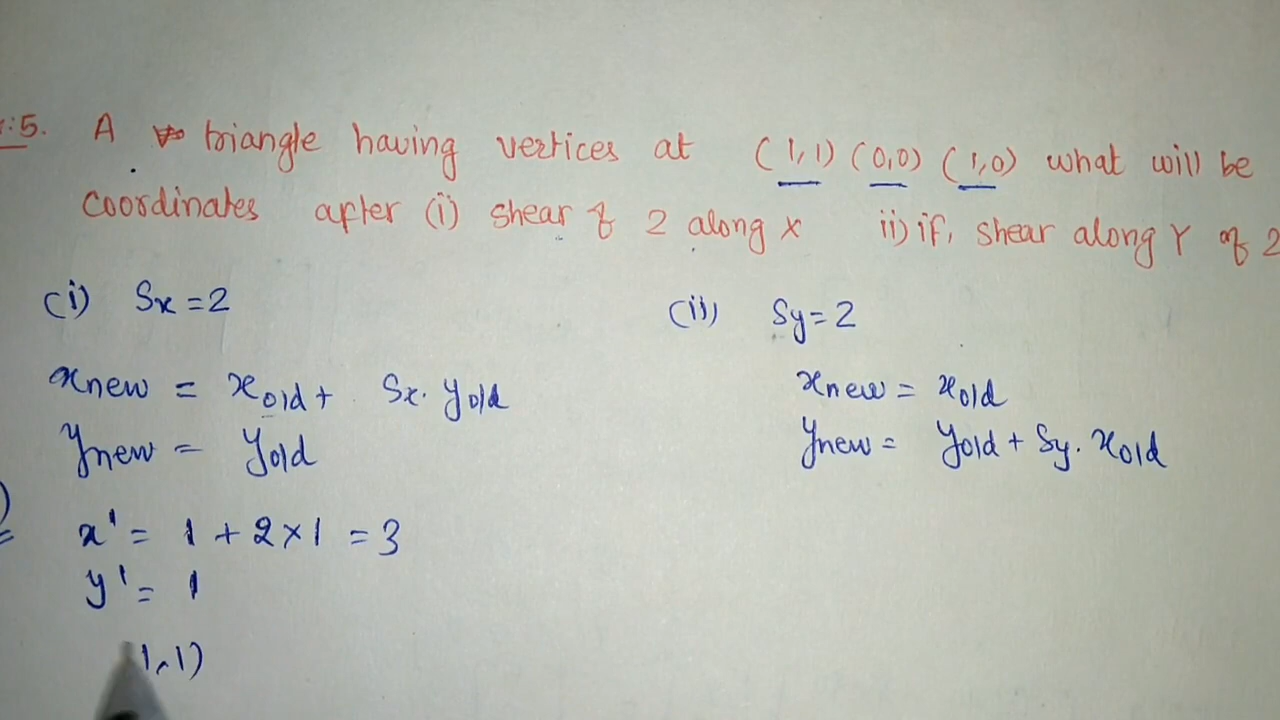 :5. A triangle having vertices at (1,1) (0,0) (1,0) what will be
coordinates after (i) shear of 2 along x ii) if, shear along Y of 2
(i) Sx = 2
xnew = xold + Sx. yold
ynew = yold
x' = 1 + 2 × 1 = 3
y' = 1
1,1)
(ii) Sy = 2
xnew = xold
ynew = yold + Sy. xold